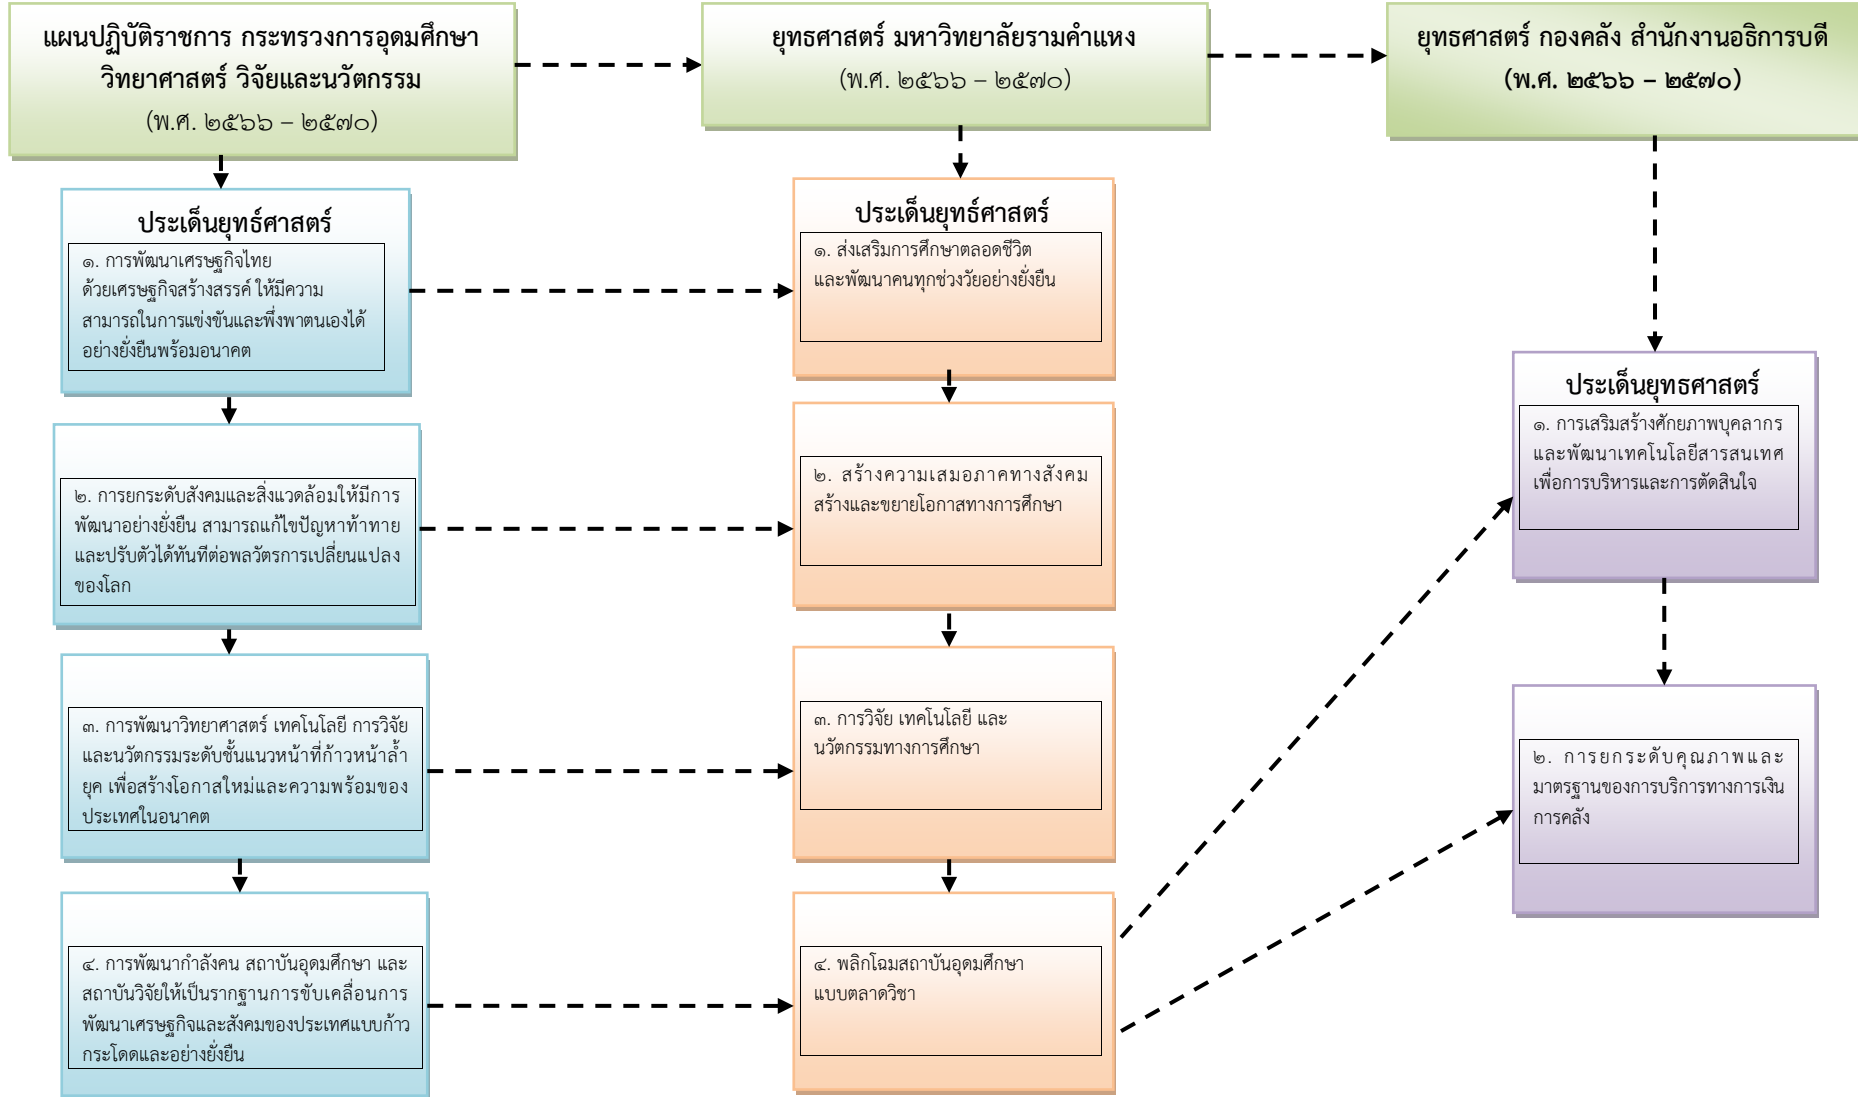 แผนปฏิบัติราชการ กระทรวงการอุดมศึกษา
วิทยาศาสตร์ วิจัยและนวัตกรรม
(พ.ศ. ๒๕๖๖ – ๒๕๗๐)
ประเด็นยุทธ์ศาสตร์
๑. การพัฒนาเศรษฐกิจไทย
ด้วยเศรษฐกิจสร้างสรรค์ ให้มีความ
สามารถในการแข่งขันและพึ่งพาตนเองได้
อย่างยั่งยืนพร้อมอนาคต
๒. การยกระดับสังคมและสิ่งแวดล้อมให้มีการ
พัฒนาอย่างยั่งยืน สามารถแก้ไขปัญหาท้าทาย
และปรับตัวได้ทันทีต่อพลวัตรการเปลี่ยนแปลง
ของโลก
๓. การพัฒนาวิทยาศาสตร์ เทคโนโลยี การวิจัย
และนวัตกรรมระดับชั้นแนวหน้าที่ก้าวหน้าล้ำ
ยุค เพื่อสร้างโอกาสใหม่และความพร้อมของ
ประเทศในอนาคต
๔. การพัฒนากำลังคน สถาบันอุดมศึกษา และ
สถาบันวิจัยให้เป็นรากฐานการขับเคลื่อนการ
พัฒนาเศรษฐกิจและสังคมของประเทศแบบก้าว
กระโดดและอย่างยั่งยืน
ยุทธศาสตร์ มหาวิทยาลัยรามคำแหง
(พ.ศ. ๒๕๖๖ – ๒๕๗๐)
ประเด็นยุทธ์ศาสตร์
๑. ส่งเสริมการศึกษาตลอดชีวิต
และพัฒนาคนทุกช่วงวัยอย่างยั่งยืน
๒. สร้างความเสมอภาคทางสังคม
สร้างและขยายโอกาสทางการศึกษา
๓. การวิจัย เทคโนโลยี และ
นวัตกรรมทางการศึกษา
๔. พลิกโฉมสถาบันอุดมศึกษา
แบบตลาดวิชา
ยุทธศาสตร์ กองคลัง สำนักงานอธิการบดี
(พ.ศ. ๒๕๖๖ – ๒๕๗๐)
ประเด็นยุทธศาสตร์
๑. การเสริมสร้างศักยภาพบุคลากร
และพัฒนาเทคโนโลยีสารสนเทศ
เพื่อการบริหารและการตัดสินใจ
๒. การยกระดับคุณภาพและ
มาตรฐานของการบริการทางการเงิน
การคลัง